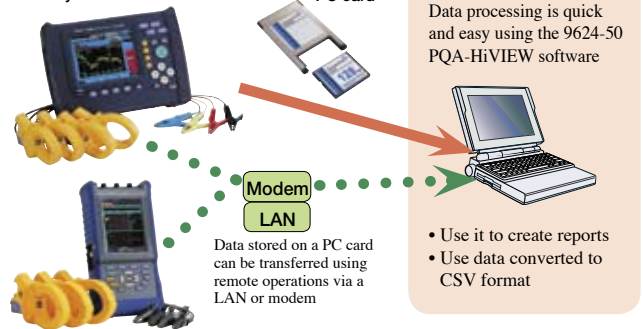 PC card
Data processing is quick
and easy using the 9624-50
PQA-HiVIEW software
Modem
LAN
Data stored on a PC card
can be transferred using
remote operations via a
LAN or modem
• Use it to create reports
• Use data converted to
CSV format